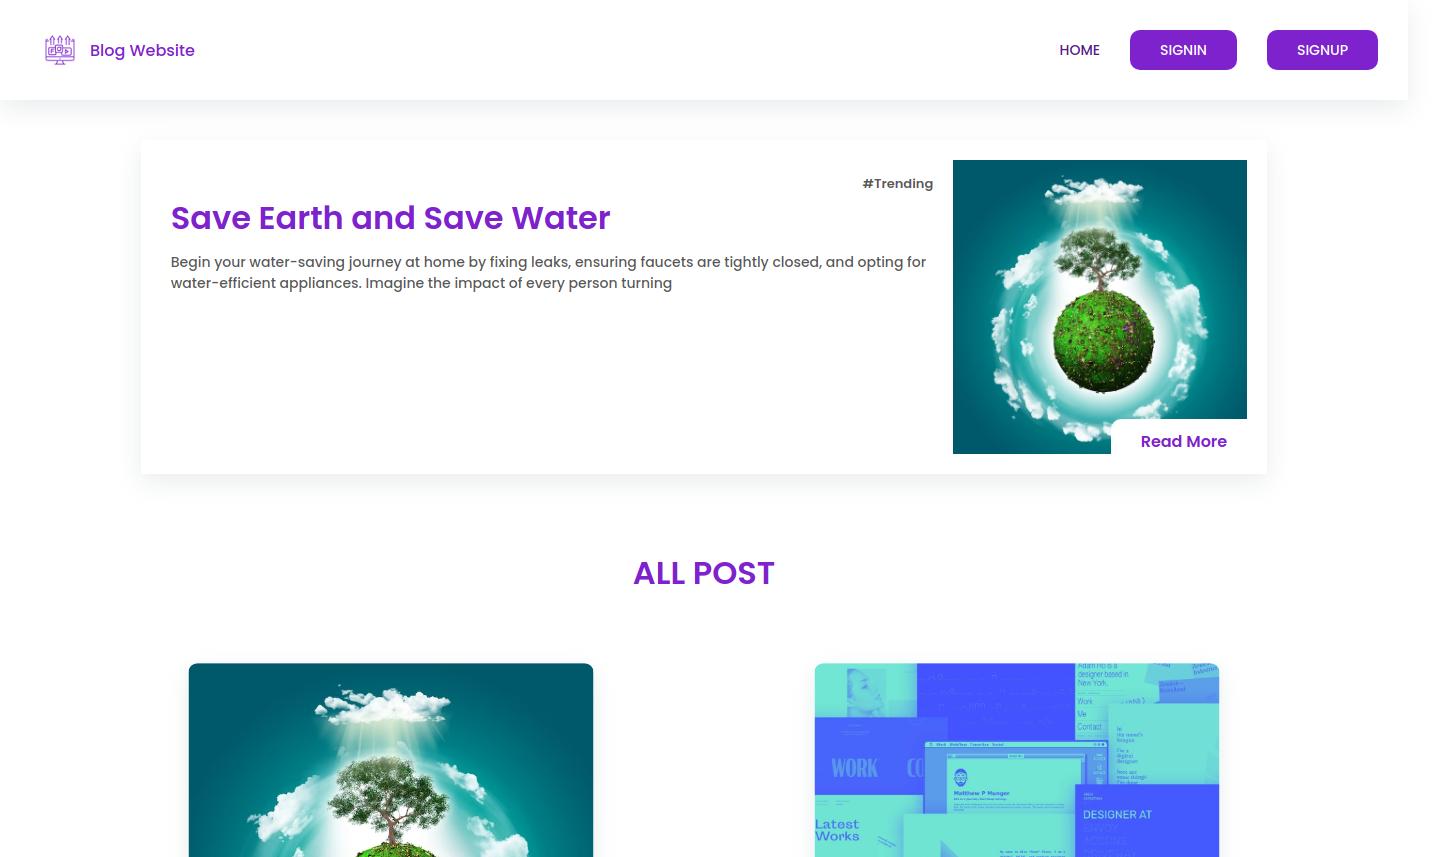 Blog Website
HOME
SIGNIN
SIGNUP
#Trending
Save Earth and Save Water
Begin your water-saving journey at home by fixing leaks, ensuring faucets are tightly closed, and opting for
water-efficient appliances. Imagine the impact of every person turning
Read More
ALL POST
Adam Ho is a
designer based in
New York.
Work
Me
Contact
WORK
CO
Matthew P Munger
Latest
Works
DESIGNER AT